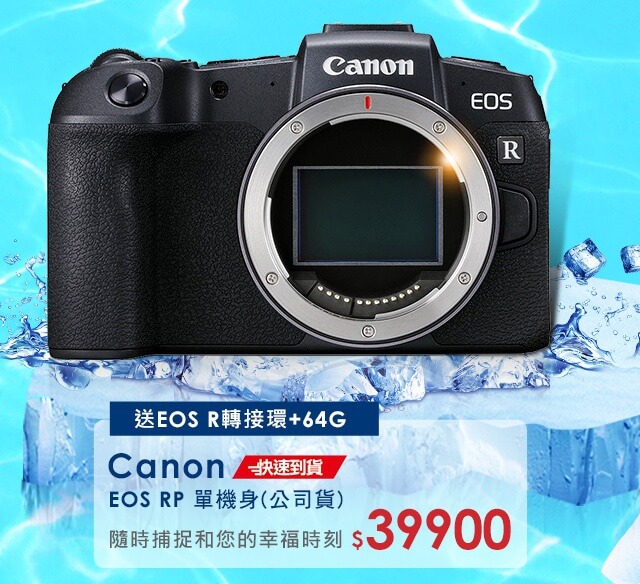 Canon
EOS
R
送EOS R轉接環+64G
Canon 快速到貨
EOS RP 單機身(公司貨)
隨時捕捉和您的幸福時刻 $39900